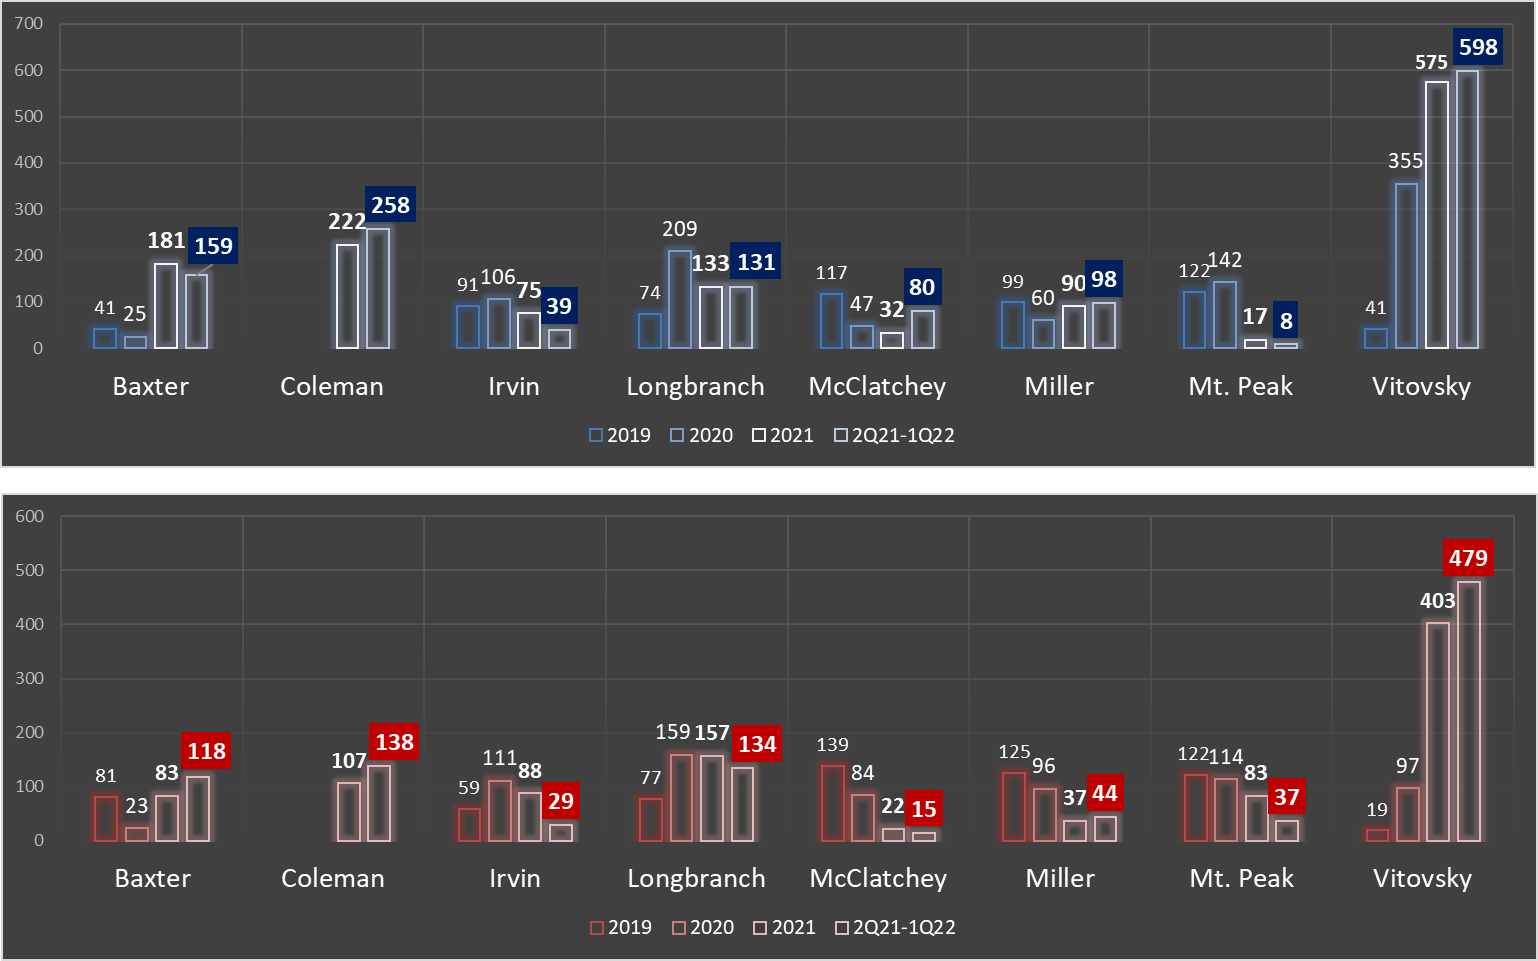 700
600
500
400
300
200
100
0
41 25 181 159
222 258
91 106 75 39
74 209 133 131
117 47 32 80
99 60 90 98
122 142 17 8
41 355 575 598
Baxter Coleman Irvin Longbranch McClatchey Miller Mt. Peak Vitovsky
2019 2020 2021 2Q21-1Q22
600
500
400
300
200
100
0
81 23 83 118
107 138
59 111 88 29
77 159 157 134
139 84 22 15
125 96 37 44
122 114 83 37
19 97 403 479
Baxter Coleman Irvin Longbranch McClatchey Miller Mt. Peak Vitovsky
2019 2020 2021 2Q21-1Q22